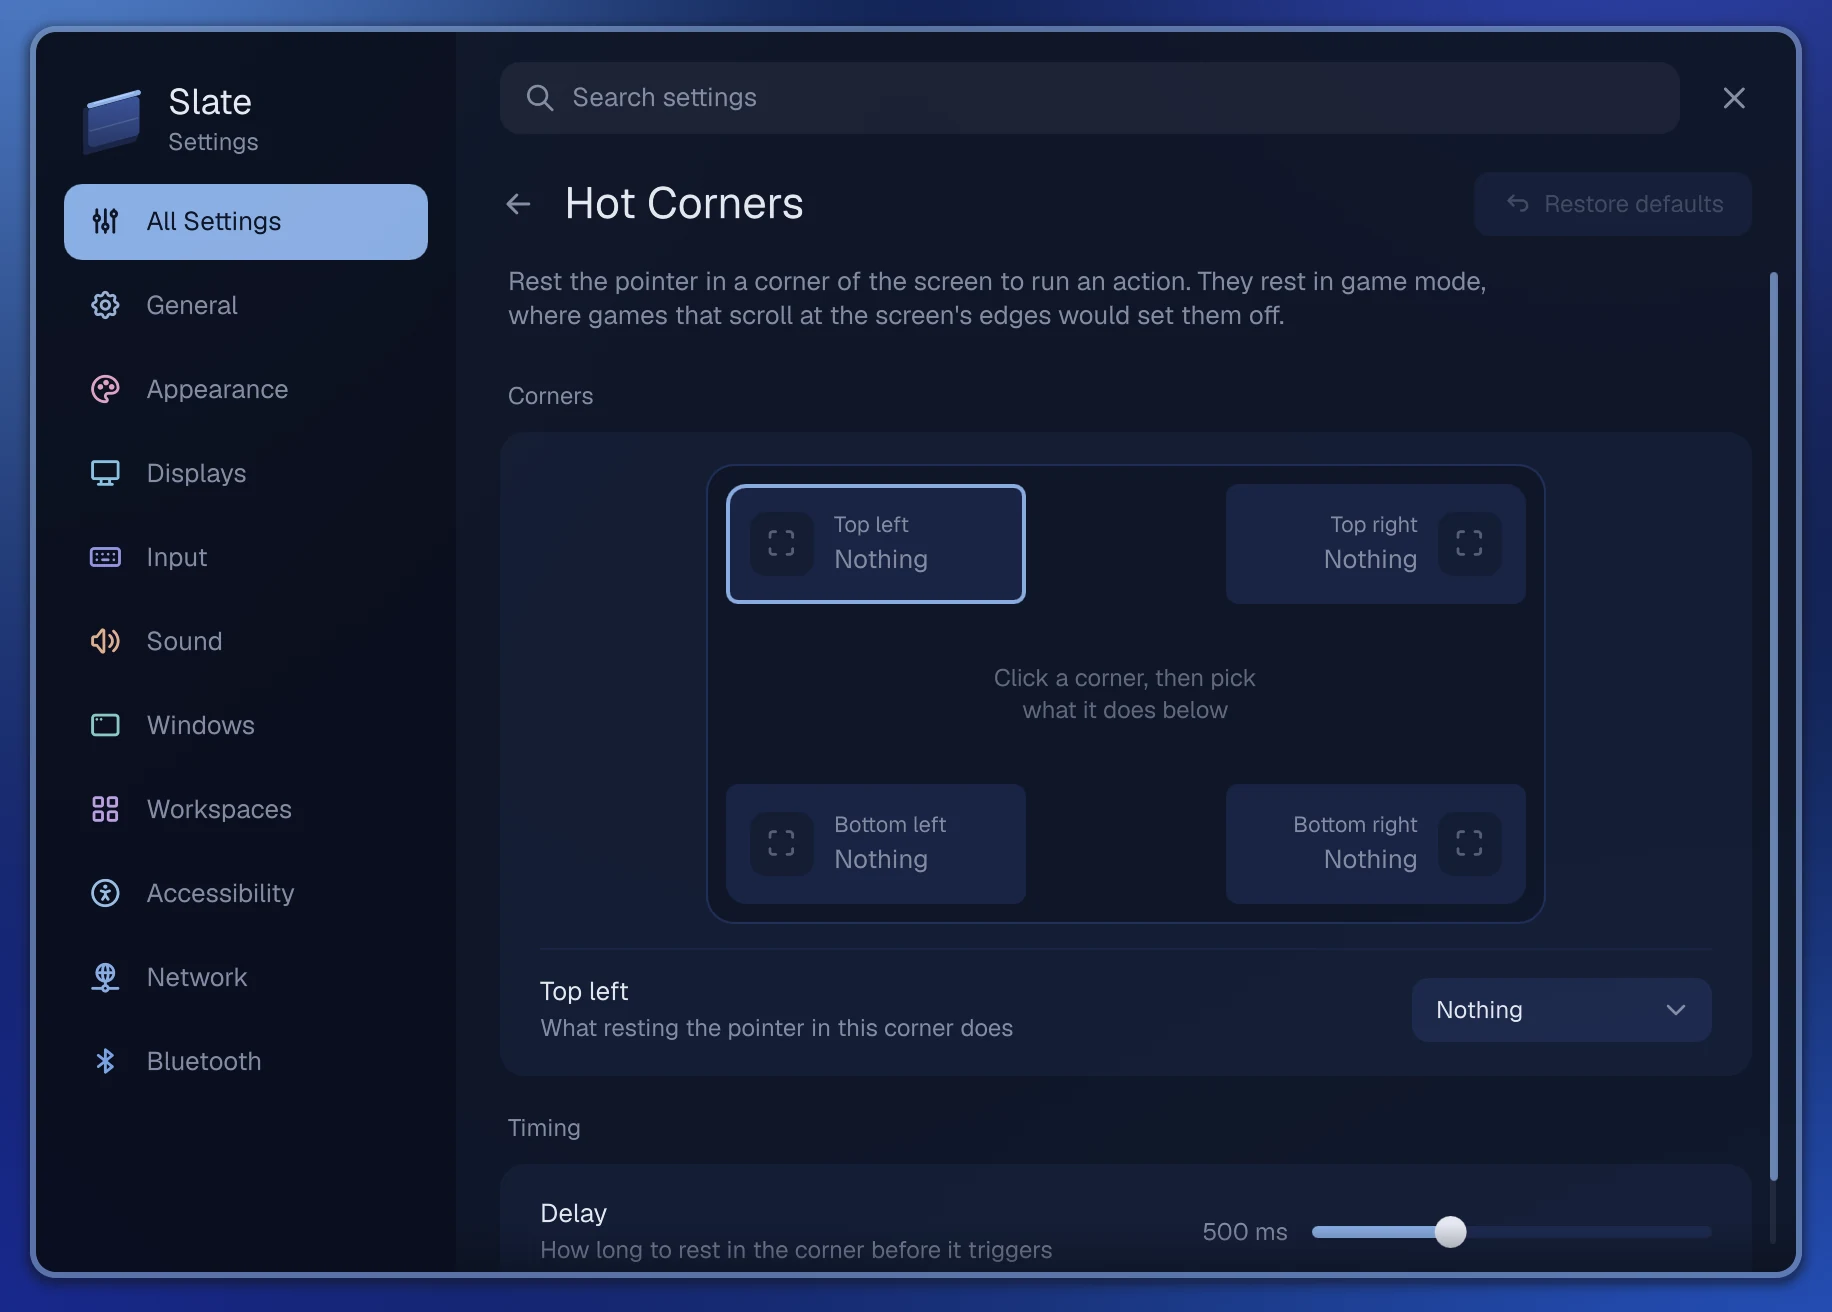 Slate
Settings
All Settings
General
Appearance
Displays
Input
Sound
Windows
Workspaces
Accessibility
Network
Bluetooth
Search settings
Hot Corners
Restore defaults
Rest the pointer in a corner of the screen to run an action. They rest in game mode,
where games that scroll at the screen's edges would set them off.
Corners
Top left
Nothing
Top right
Nothing
Click a corner, then pick
what it does below
Bottom left
Nothing
Bottom right
Nothing
Top left
What resting the pointer in this corner does
Nothing
Timing
Delay
How long to rest in the corner before it triggers
500 ms